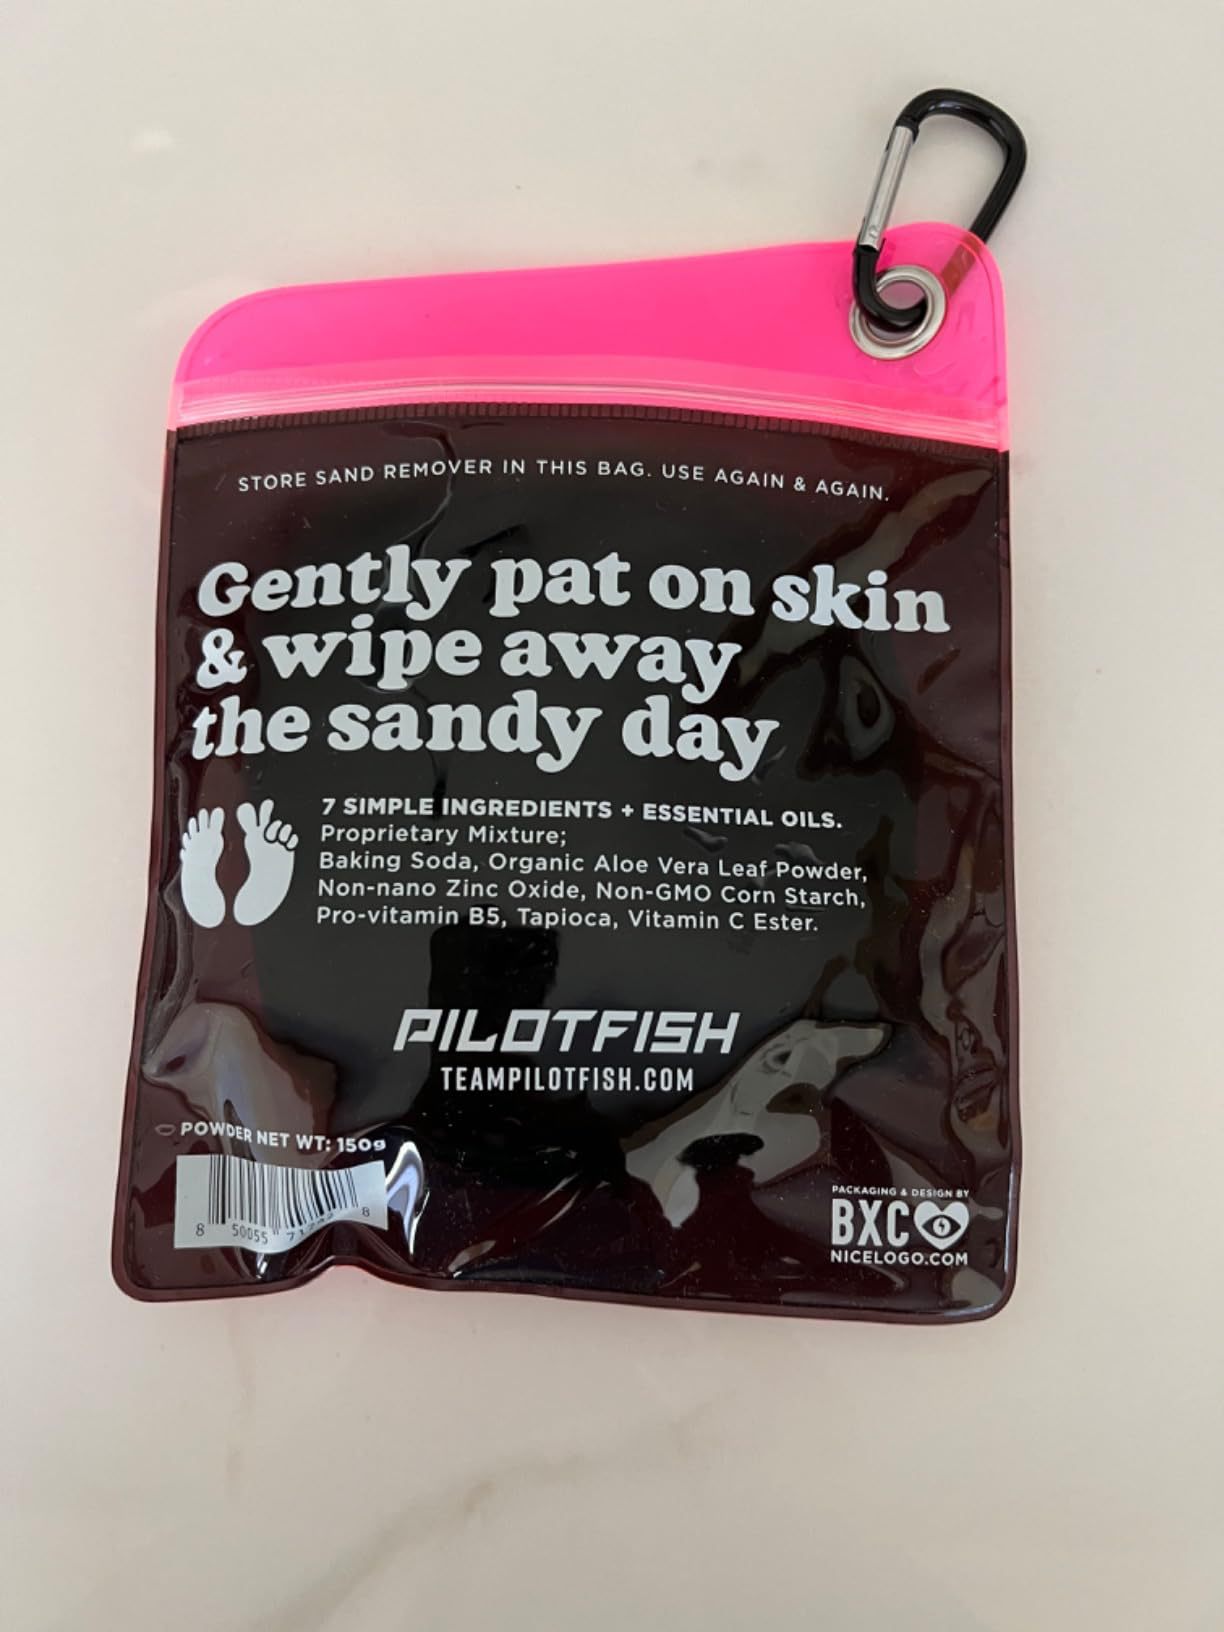 STORE SAND REMOVER IN THIS BAG. USE AGAIN & AGAIN.
Gently pat on skin
& wipe away
the sandy day
7 SIMPLE INGREDIENTS + ESSENTIAL OILS.
Proprietary Mixture;
Baking Soda, Organic Aloe Vera Leaf Powder,
Non-nano Zinc Oxide, Non-GMO Corn Starch,
Pro-vitamin B5, Tapioca, Vitamin C Ester.
PILOTFISH
TEAMPILOTFISH.COM
POWDER NET WT: 150g
8 50055 8
PACKAGING & DESIGN BY
BXC
NICELOGO.COM